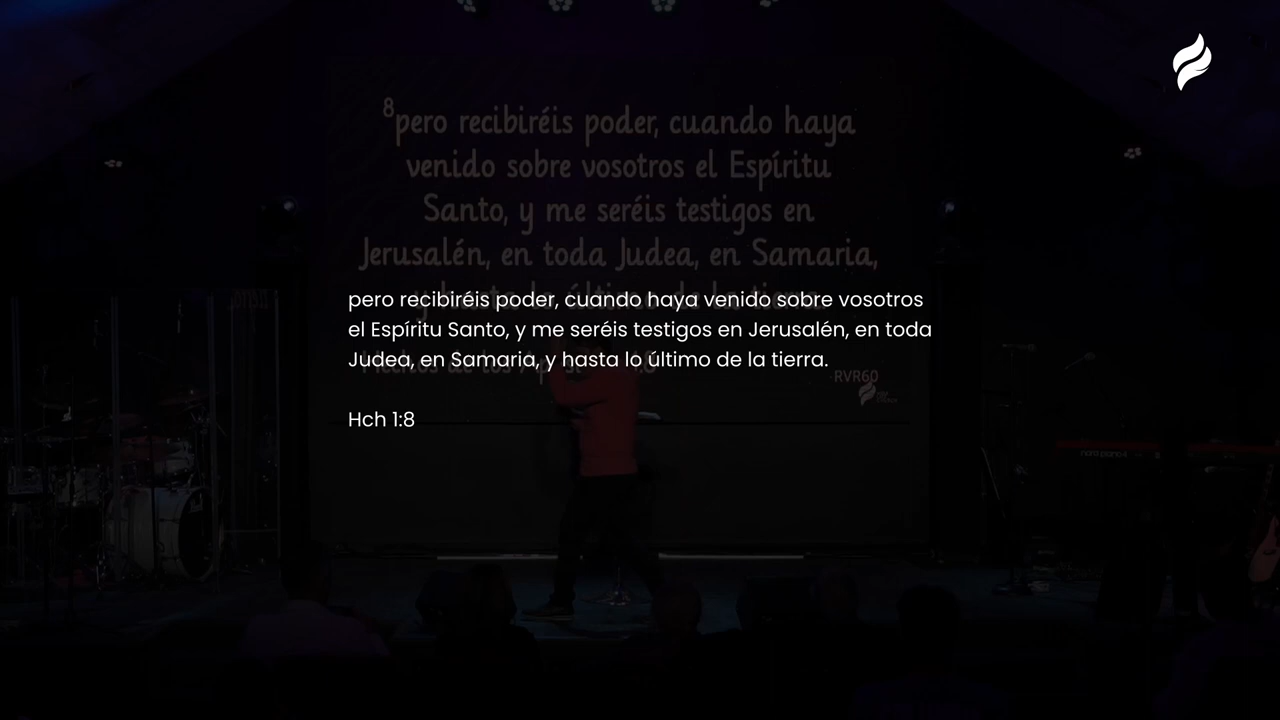 8pero recibiréis poder, cuando haya
venido sobre vosotros el Espíritu
Santo, y me seréis testigos en
Jerusalén, en toda Judea, en Samaria,
pero recibiréis poder, cuando haya venido sobre vosotros
el Espíritu Santo, y me seréis testigos en Jerusalén, en toda
Judea, en Samaria, y hasta lo último de la tierra.
RVR60
Hch 1:8